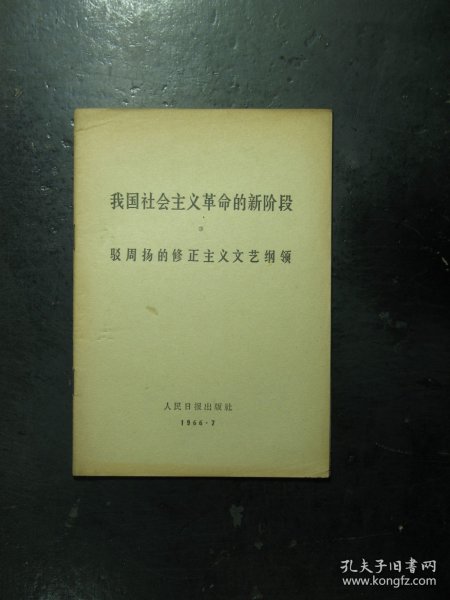 我国社会主义革命的新阶段
驳周扬的修正主义文艺纲领
人民日报出版社
1966·7
孔夫子旧书网
www.kongfz.com